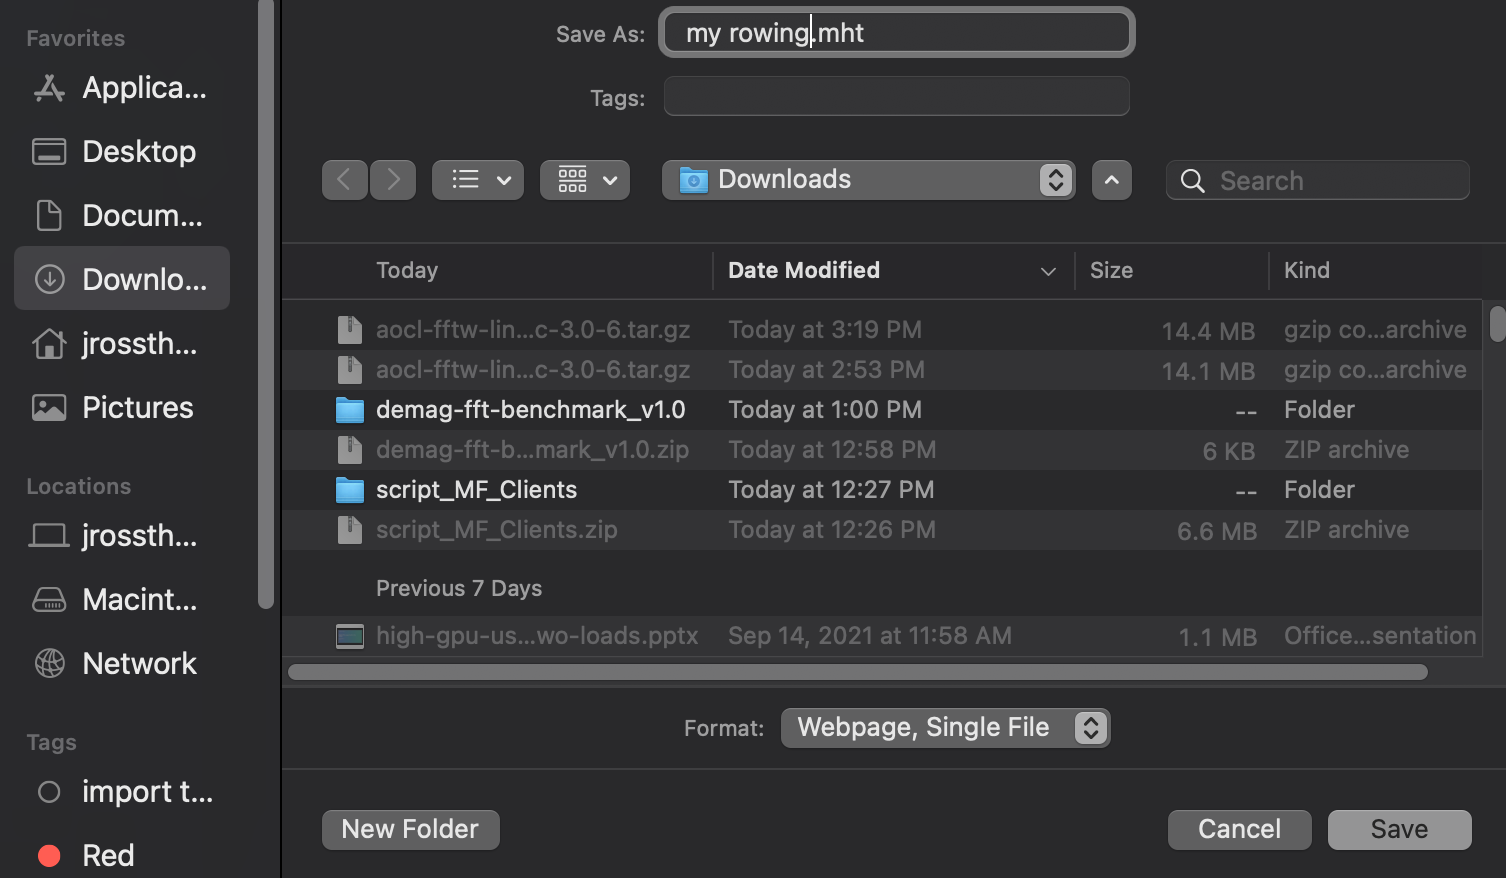 Favorites
Applica...
Desktop
Docum...
Downlo...
jrossth...
Pictures
Locations
jrossth...
Macint...
Network
Tags
import t...
Red
Save As: my rowing.mht
Tags:
Downloads
Search
Today Date Modified Size Kind
aocl-fftw-lin...c-3.0-6.tar.gz Today at 3:19 PM 14.4 MB gzip co...archive
aocl-fftw-lin...c-3.0-6.tar.gz Today at 2:53 PM 14.1 MB gzip co...archive
demag-fft-benchmark_v1.0 Today at 1:00 PM -- Folder
demag-fft-b...mark_v1.0.zip Today at 12:58 PM 6 KB ZIP archive
script_MF_Clients Today at 12:27 PM -- Folder
script_MF_Clients.zip Today at 12:26 PM 6.6 MB ZIP archive
Previous 7 Days
high-gpu-us...wo-loads.pptx Sep 14, 2021 at 11:58 AM 1.1 MB Office...sentation
Format: Webpage, Single File
New Folder Cancel Save